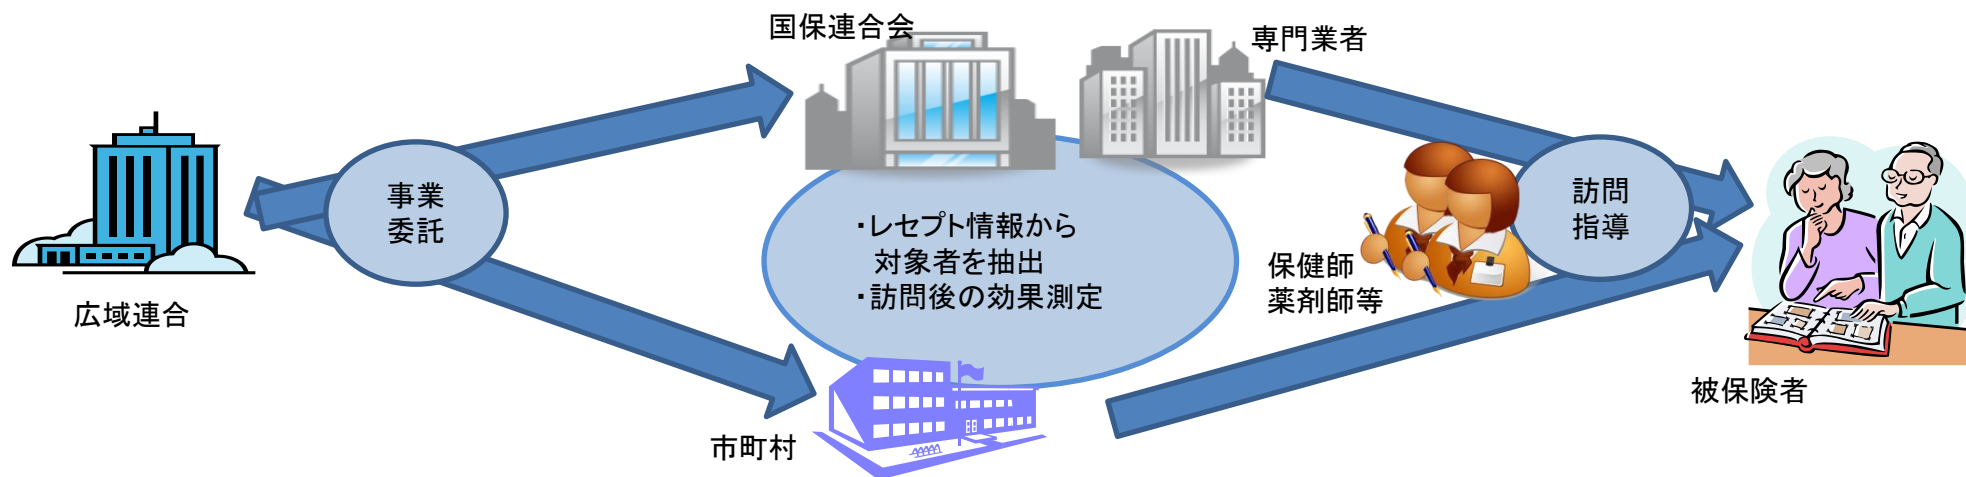 国保連合会
専門業者
事業
委託
訪問
指導
・レセプト情報から
対象者を抽出
・訪問後の効果測定
保健師
薬剤師等
広域連合
被保険者
市町村